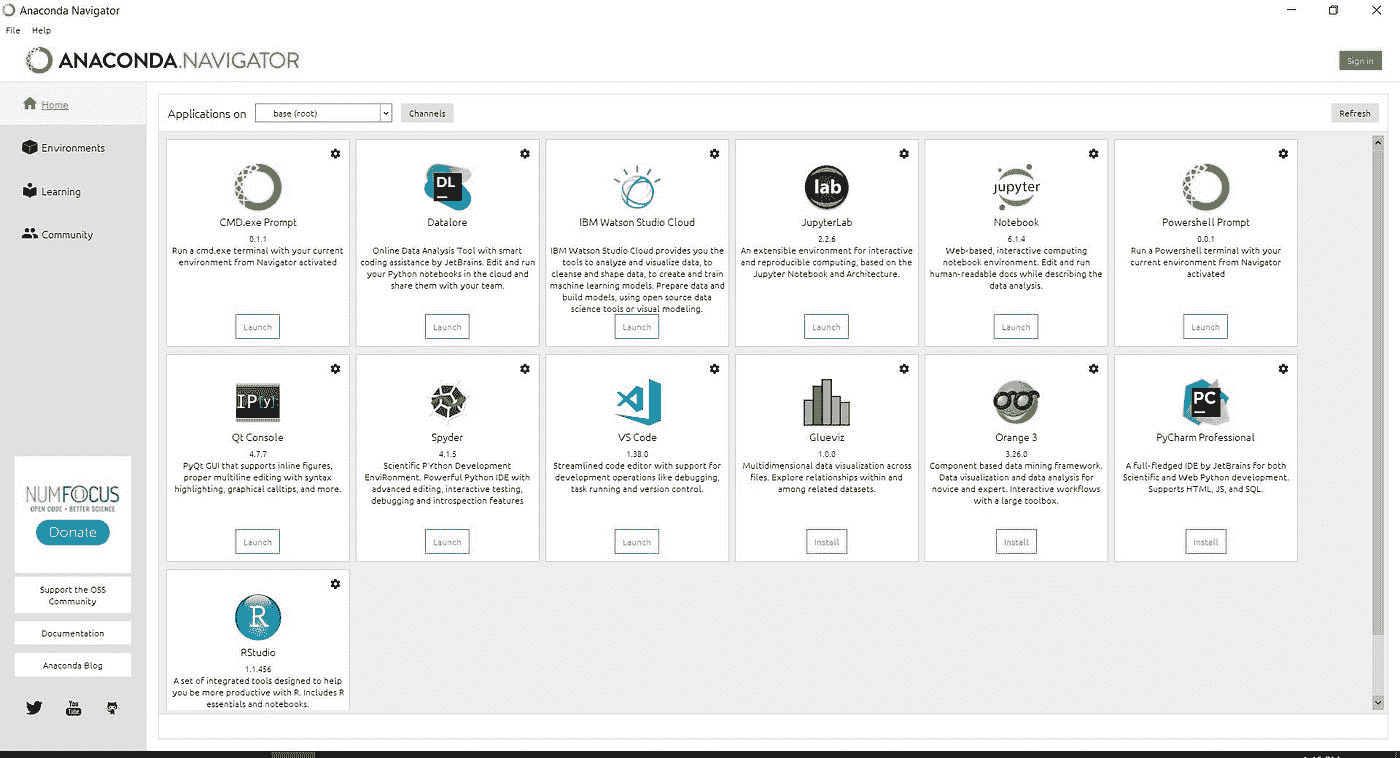 Anaconda Navigator
File Help
ANACONDA.NAVIGATOR
Sign in
Home
Environments
Learning
Community
NUMFOCUS
OPEN CODE = BETTER SCIENCE
Donate
Support the OSS
Community
Documentation
Anaconda Blog
You
Tube
Applications on base (root) Channels
Refresh
CMD.exe Prompt
0.1.1
Run a cmd.exe terminal with your current
environment from Navigator activated
Launch
DL
Datalore
Online Data Analysis Tool with smart
coding assistance by JetBrains. Edit and run
your Python notebooks in the cloud and
share them with your team.
Launch
IBM Watson Studio Cloud
IBM Watson Studio Cloud provides you the
tools to analyze and visualize data, to
cleanse and shape data, to create and train
machine learning models. Prepare data and
build models, using open source data
science tools or visual modeling.
Launch
lab
JupyterLab
2.2.6
An extensible environment for interactive
and reproducible computing, based on the
Jupyter Notebook and Architecture.
Launch
jupyter
Notebook
6.1.4
Web-based, interactive computing
notebook environment. Edit and run
human-readable docs while describing the
data analysis.
Launch
Powershell Prompt
0.0.1
Run a Powershell terminal with your
current environment from Navigator
activated
Launch
IP[y]:
Qt Console
4.7.7
PyQt GUI that supports inline figures,
proper multiline editing with syntax
highlighting, graphical calltips, and more.
Launch
Spyder
4.1.5
Scientific PYthon Development
EnviRonment. Powerful Python IDE with
advanced editing, interactive testing,
debugging and introspection features
Launch
VS Code
1.38.0
Streamlined code editor with support for
development operations like debugging,
task running and version control.
Launch
Glueviz
1.0.0
Multidimensional data visualization across
files. Explore relationships within and
among related datasets.
Install
Orange 3
3.26.0
Component based data mining framework.
Data visualization and data analysis for
novice and expert. Interactive workflows
with a large toolbox.
Install
PC
PyCharm Professional
A full-fledged IDE by JetBrains for both
Scientific and Web Python development.
Supports HTML, JS, and SQL.
Install
R
RStudio
1.1.456
A set of integrated tools designed to help
you be more productive with R. Includes R
essentials and notebooks.